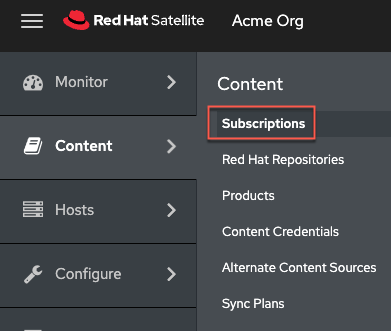 Red Hat Satellite Acme Org
Monitor
Content
Hosts
Configure
Content
Subscriptions
Red Hat Repositories
Products
Content Credentials
Alternate Content Sources
Sync Plans